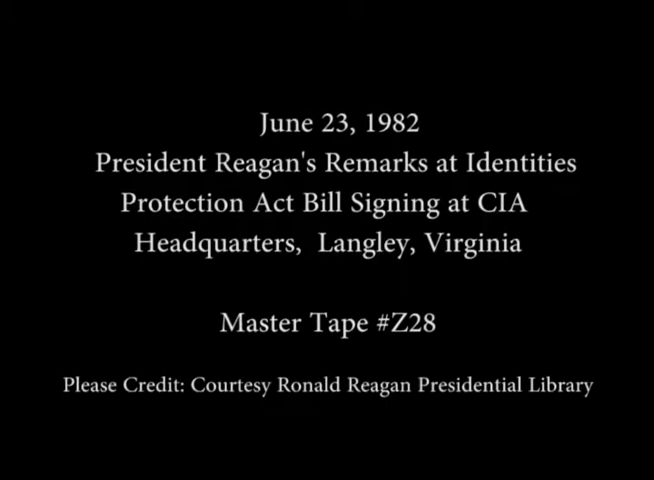 June 23, 1982
President Reagan's Remarks at Identities
Protection Act Bill Signing at CIA
Headquarters,  Langley, Virginia
Master Tape #Z28
Please Credit: Courtesy Ronald Reagan Presidential Library